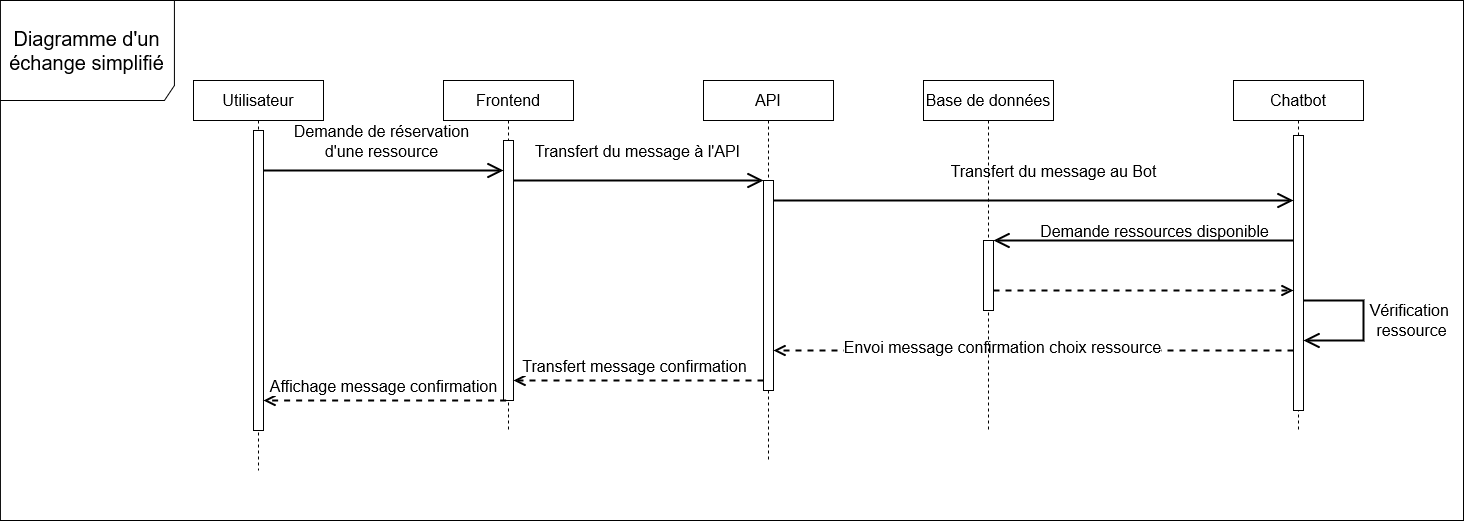 Diagramme d'un
échange simplifié
Utilisateur
Frontend
API
Base de données
Chatbot
Demande de réservation
d'une ressource
Transfert du message à l'API
Transfert du message au Bot
Demande ressources disponible
Vérification
ressource
Envoi message confirmation choix ressource
Transfert message confirmation
Affichage message confirmation